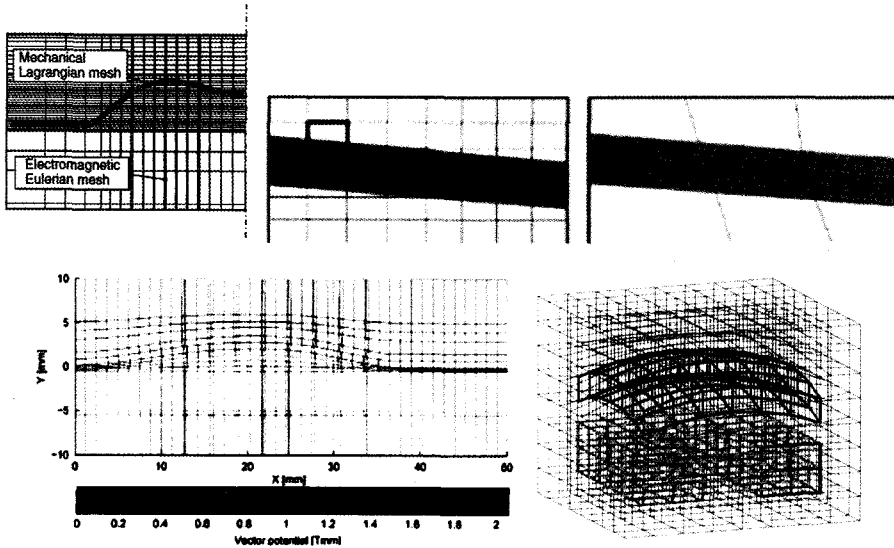 Mechanical
Lagrangian mesh
Electromagnetic
Eulerian mesh
10
5
0
−5
−10
Y [mm]
0 10 20 30 40 50 60
X [mm]
0 0.2 0.4 0.6 0.8 1 1.2 1.4 1.6 1.8 2
Vector potential [Tmm]